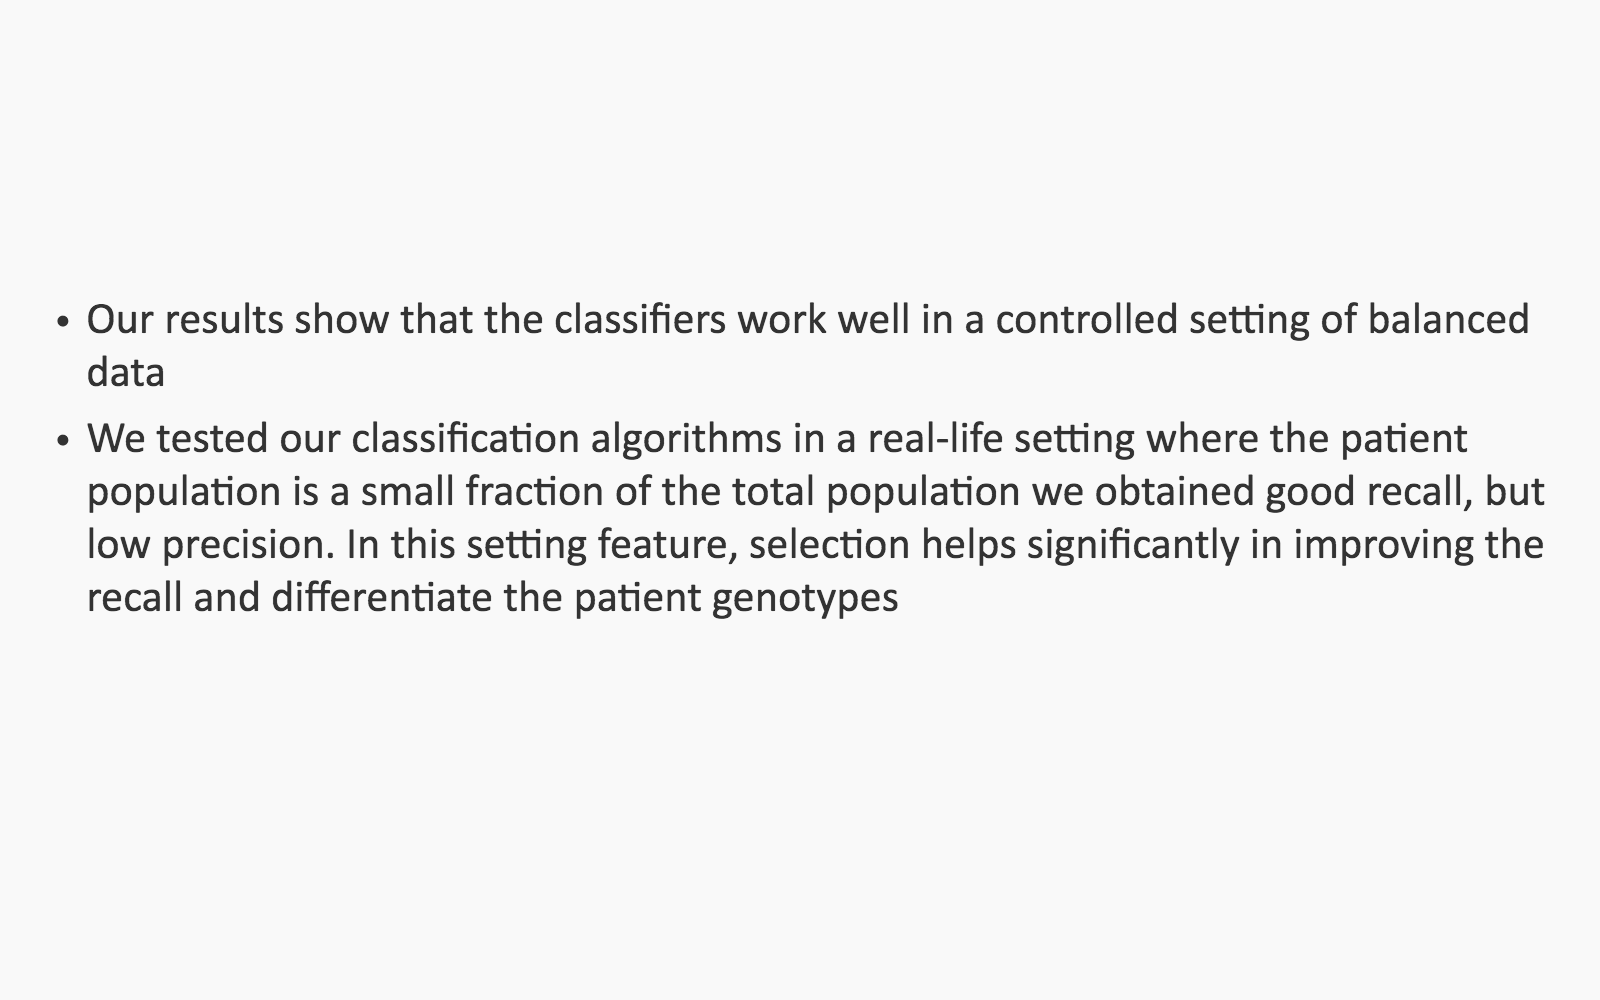 • Our results show that the classifiers work well in a controlled setting of balanced
data
• We tested our classification algorithms in a real-life setting where the patient
population is a small fraction of the total population we obtained good recall, but
low precision. In this setting feature, selection helps significantly in improving the
recall and differentiate the patient genotypes